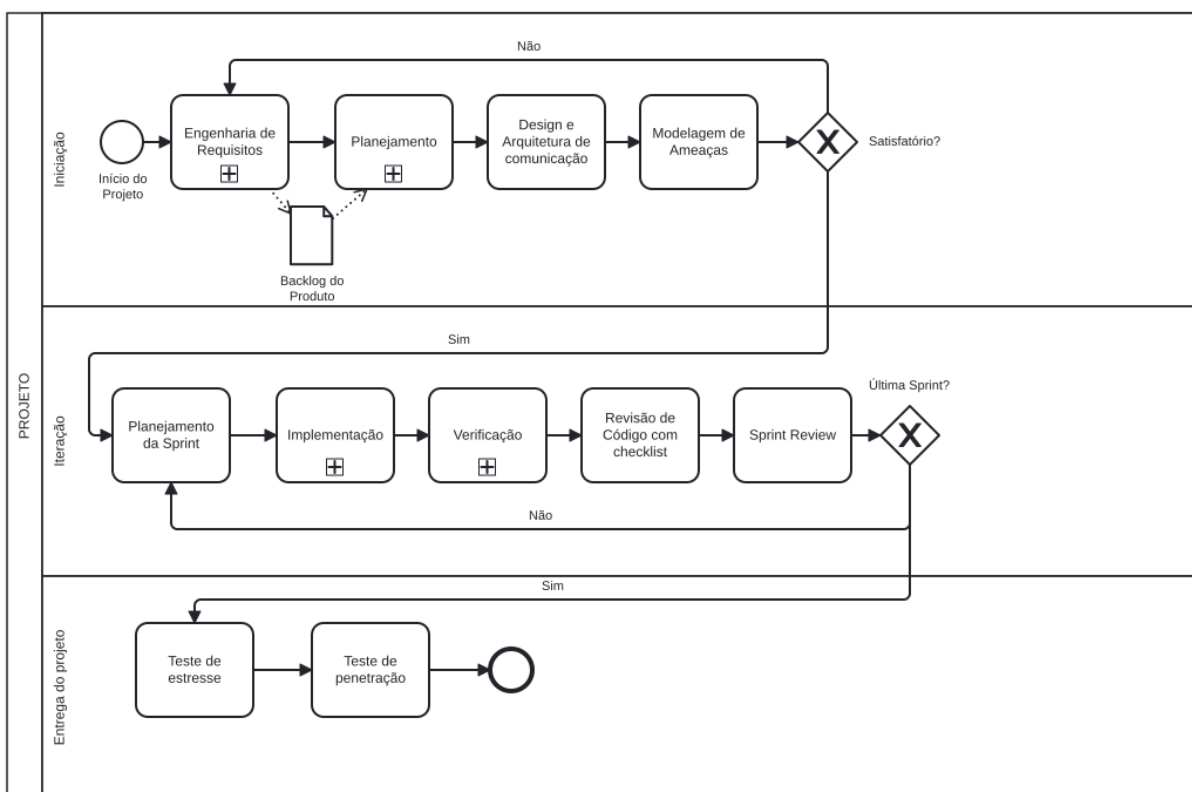 PROJETO
Iniciação
Não
Início do
Projeto
Engenharia de
Requisitos
Planejamento
Design e
Arquitetura de
comunicação
Modelagem de
Ameaças
X
Satisfatório?
Backlog do
Produto
Iteração
Sim
Planejamento
da Sprint
Implementação
Verificação
Revisão de
Código com
checklist
Sprint Review
Última Sprint?
X
Não
Entrega do projeto
Sim
Teste de
estresse
Teste de
penetração